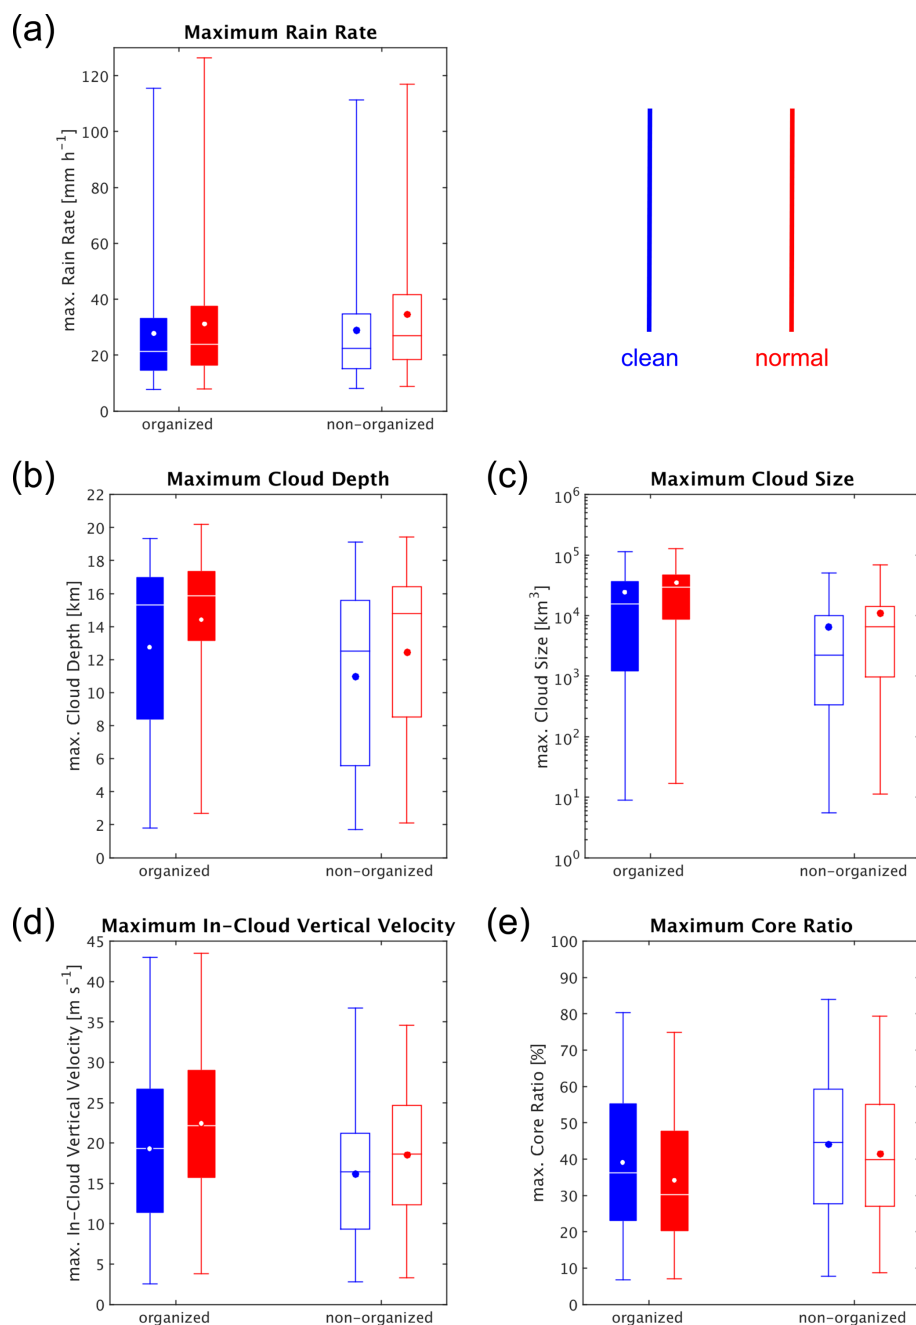 (a)
Maximum Rain Rate
max. Rain Rate [mm h⁻¹]
120
100
80
60
40
20
0
organized
non-organized
clean
normal
(b)
Maximum Cloud Depth
max. Cloud Depth [km]
22
20
18
16
14
12
10
8
6
4
2
0
organized
non-organized
(c)
Maximum Cloud Size
max. Cloud Size [km³]
10⁶
10⁵
10⁴
10³
10²
10¹
10⁰
organized
non-organized
(d)
Maximum In-Cloud Vertical Velocity
max. In-Cloud Vertical Velocity [m s⁻¹]
45
40
35
30
25
20
15
10
5
0
organized
non-organized
(e)
Maximum Core Ratio
max. Core Ratio [%]
100
90
80
70
60
50
40
30
20
10
0
organized
non-organized